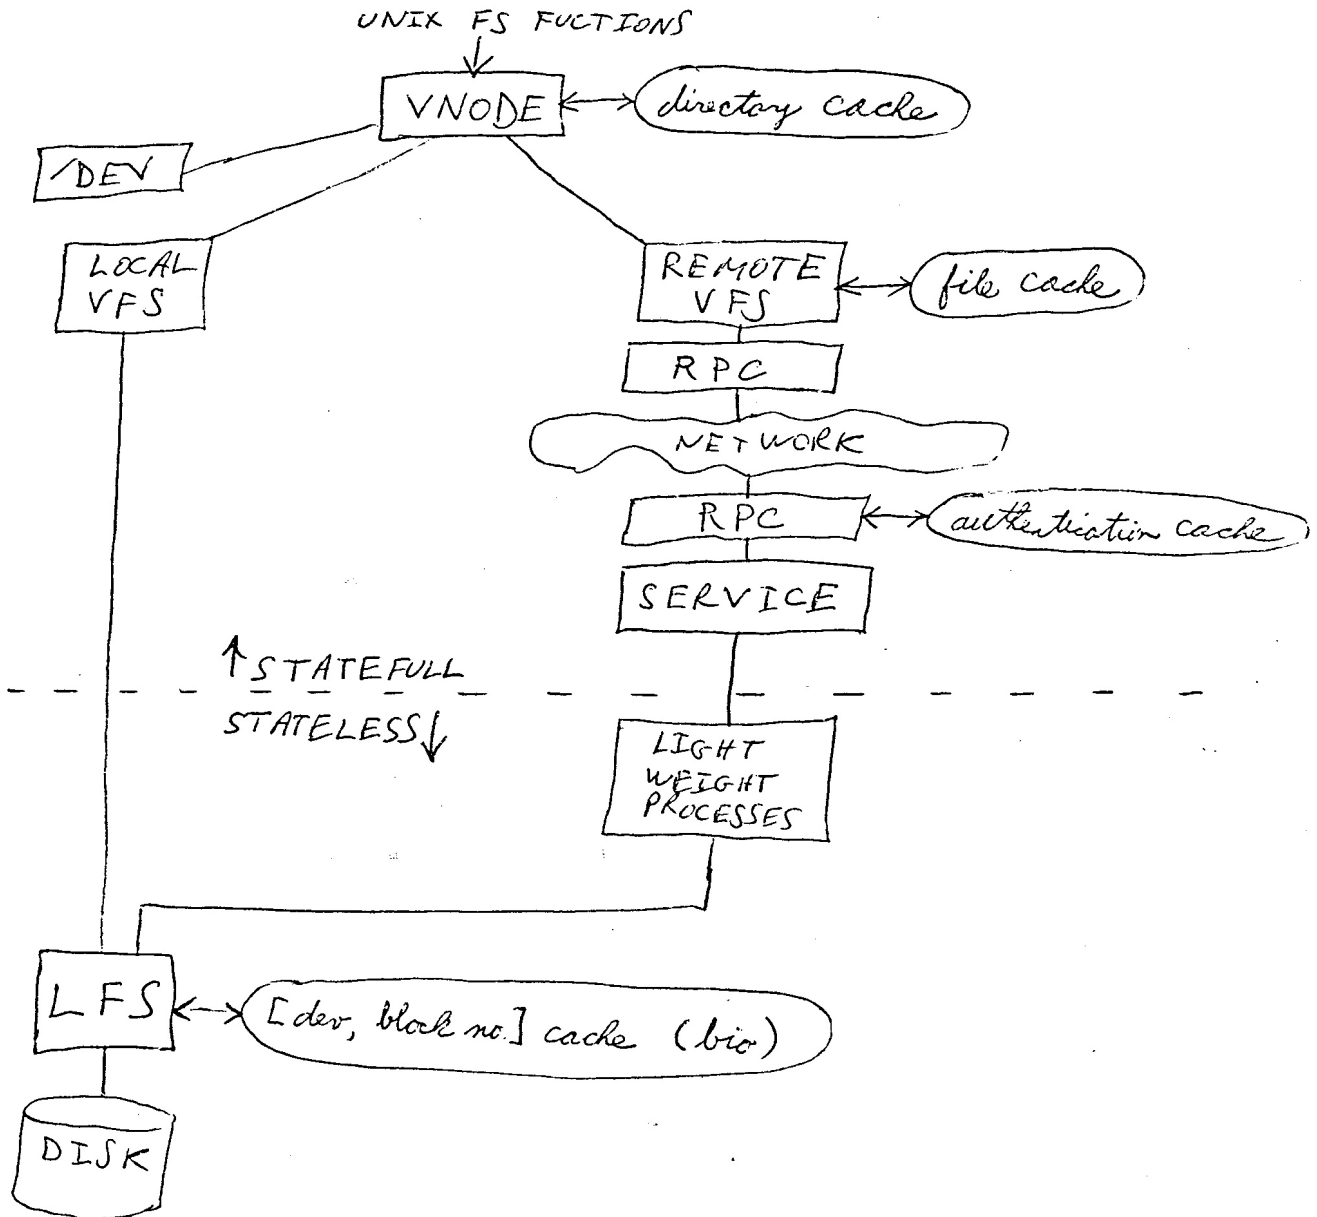 UNIX FS FUCTIONS
VNODE
directory cache
/DEV
LOCAL
VFS
REMOTE
VFS
file cache
RPC
NETWORK
RPC
authentication cache
SERVICE
↑ STATEFULL
STATELESS ↓
LIGHT
WEIGHT
PROCESSES
LFS
[dev, block no.] cache (bio)
DISK